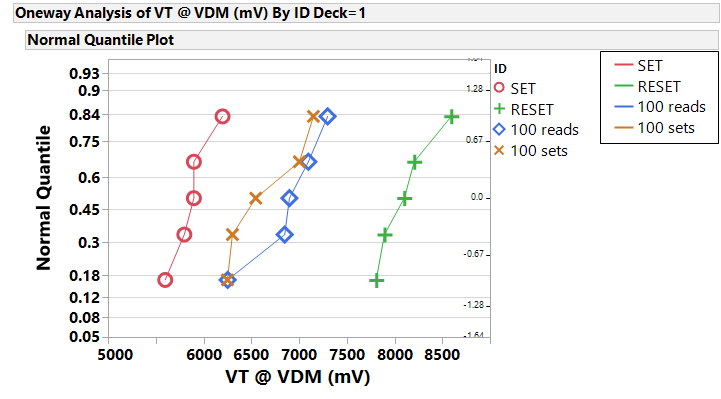 Oneway Analysis of VT @ VDM (mV) By ID Deck=1
Normal Quantile Plot
Normal Quantile
0.93
0.9
0.84
0.75
0.6
0.45
0.3
0.18
0.12
0.08
0.05
1.28
0.67
0.0
-0.67
-1.28
-1.64
5000 6000 6500 7000 7500 8000 8500
VT @ VDM (mV)
ID
SET
RESET
100 reads
100 sets
SET
RESET
100 reads
100 sets